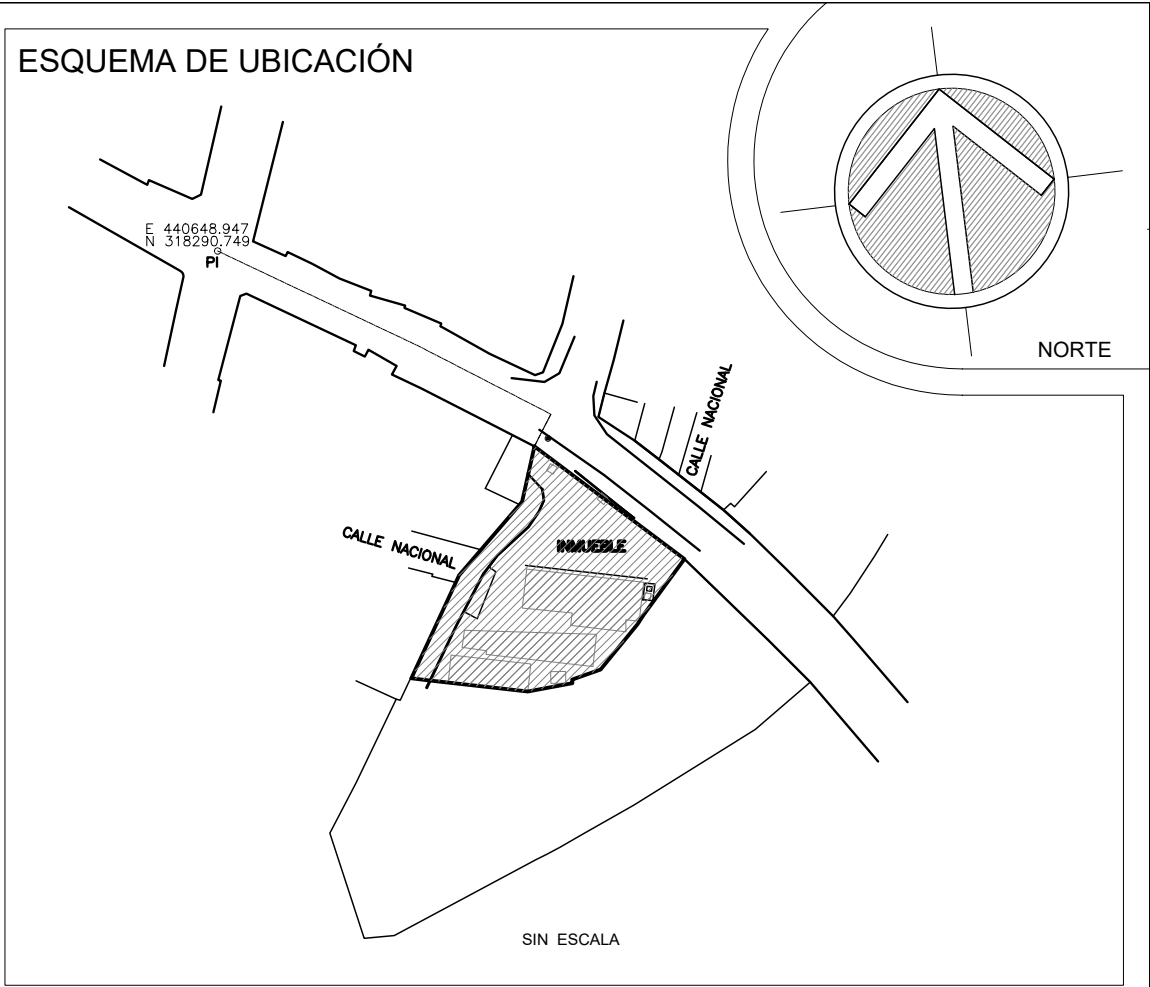 ESQUEMA DE UBICACIÓN
NORTE
E 440648.947
N 318290.749
PI
CALLE NACIONAL
CALLE NACIONAL
INMUEBLE
SIN ESCALA